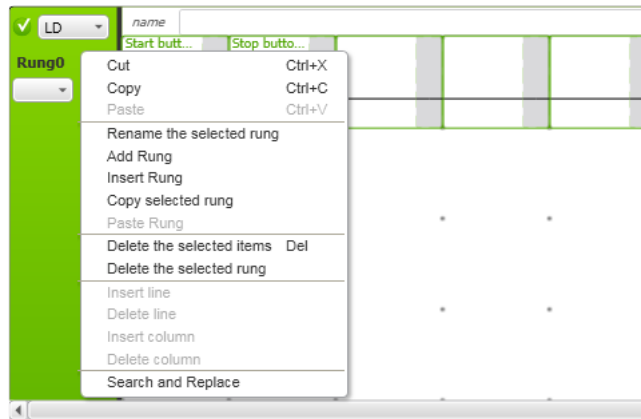 LD
name
Start butt...
Stop butto...
Rung0
Cut Ctrl+X
Copy Ctrl+C
Paste Ctrl+V
Rename the selected rung
Add Rung
Insert Rung
Copy selected rung
Paste Rung
Delete the selected items Del
Delete the selected rung
Insert line
Delete line
Insert column
Delete column
Search and Replace